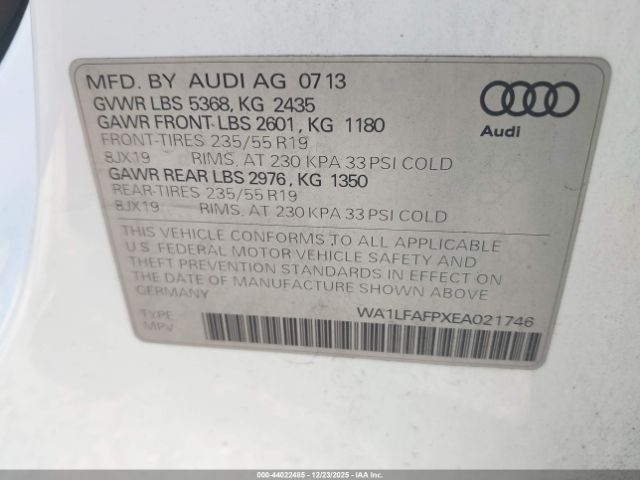 MFD. BY AUDI AG 07 13
GVWR LBS 5368, KG 2435
GAWR FRONT-LBS 2601, KG 1180
FRONT-TIRES 235/55 R19
8JX19 RIMS, AT 230 KPA 33 PSI COLD
GAWR REAR LBS 2976, KG 1350
REAR-TIRES 235/55 R19
8JX19 RIMS, AT 230 KPA 33 PSI COLD
Audi
THIS VEHICLE CONFORMS TO ALL APPLICABLE
U.S. FEDERAL MOTOR VEHICLE SAFETY AND
THEFT PREVENTION STANDARDS IN EFFECT ON
THE DATE OF MANUFACTURE SHOWN ABOVE
GERMANY
TYPE WA1LFAFPXEA021746
MPV
000-44022485 - 12/23/2025 - IAA Inc.